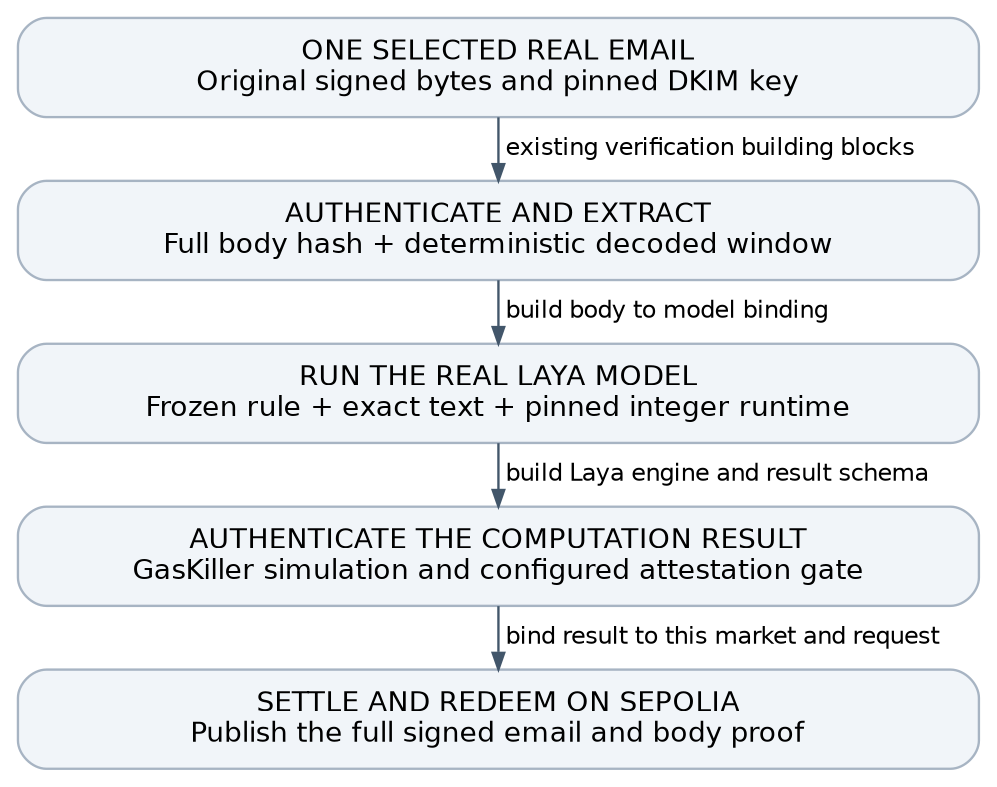 ONE SELECTED REAL EMAIL
Original signed bytes and pinned DKIM key
existing verification building blocks
AUTHENTICATE AND EXTRACT
Full body hash + deterministic decoded window
build body to model binding
RUN THE REAL LAYA MODEL
Frozen rule + exact text + pinned integer runtime
build Laya engine and result schema
AUTHENTICATE THE COMPUTATION RESULT
GasKiller simulation and configured attestation gate
bind result to this market and request
SETTLE AND REDEEM ON SEPOLIA
Publish the full signed email and body proof